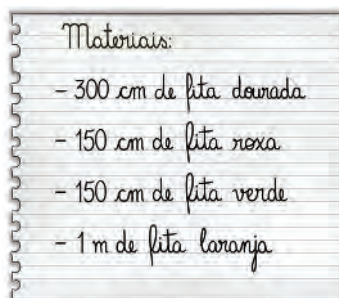 Materiais:
- 300 cm de fita dourada
- 150 cm de fita roxa
- 150 cm de fita verde
- 1 m de fita laranja